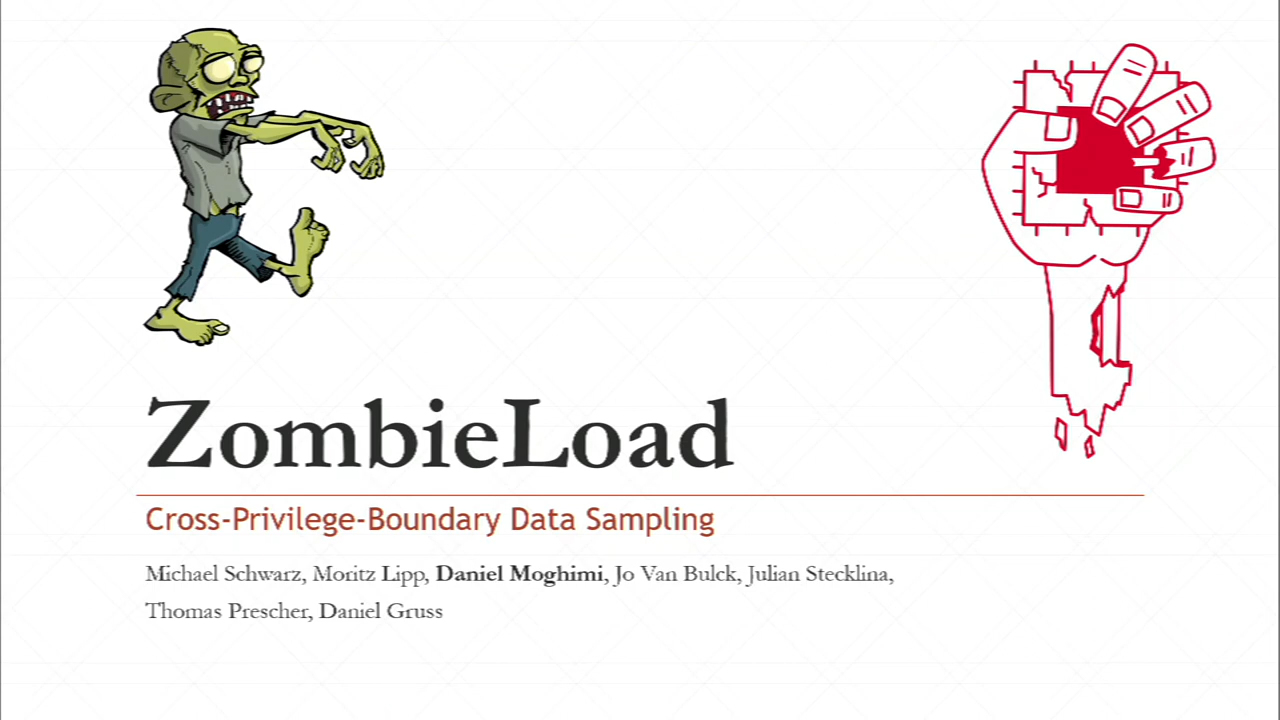 ZombieLoad
Cross-Privilege-Boundary Data Sampling
Michael Schwarz, Moritz Lipp, Daniel Moghimi, Jo Van Bulck, Julian Stecklina,
Thomas Prescher, Daniel Gruss